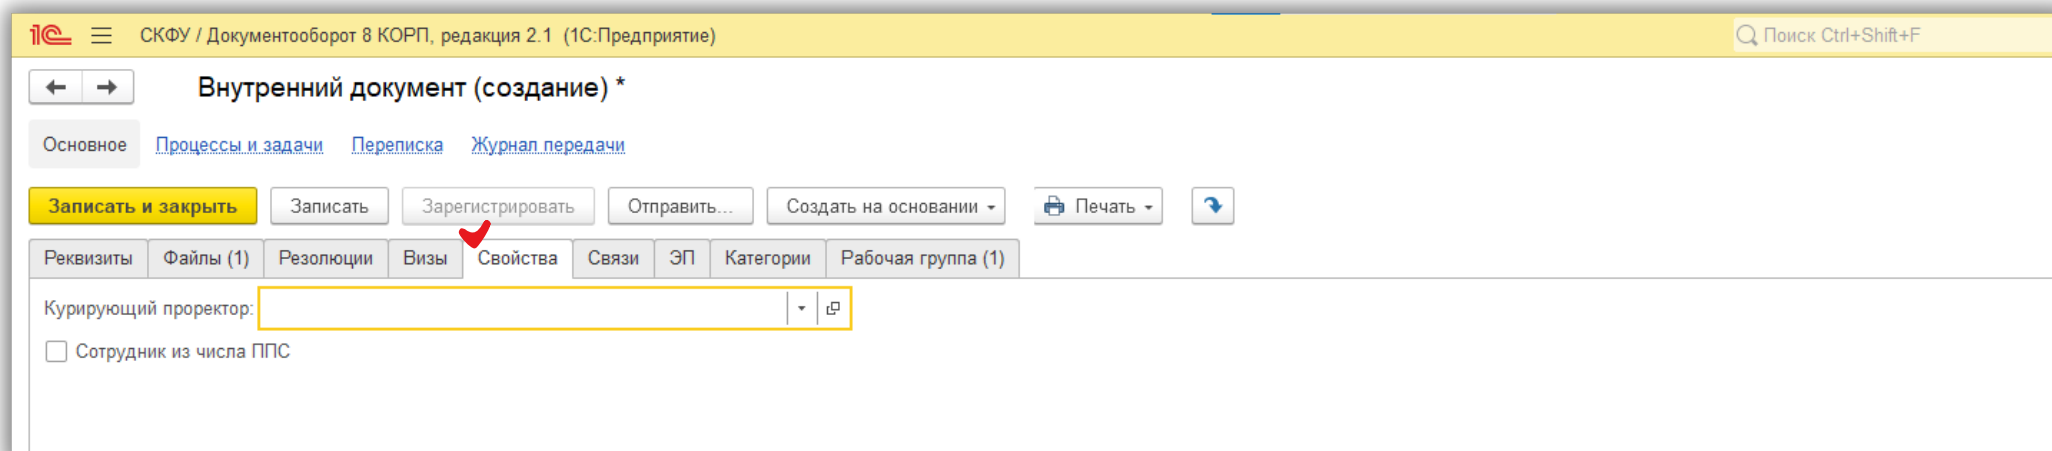 1С СКФУ / Документооборот 8 КОРП, редакция 2.1 (1С:Предприятие) Поиск Ctrl+Shift+F
Внутренний документ (создание) *
Основное Процессы и задачи Переписка Журнал передачи
Записать и закрыть Записать Зарегистрировать Отправить... Создать на основании Печать
Реквизиты Файлы (1) Резолюции Визы Свойства Связи ЭП Категории Рабочая группа (1)
Курирующий проректор:
Сотрудник из числа ППС